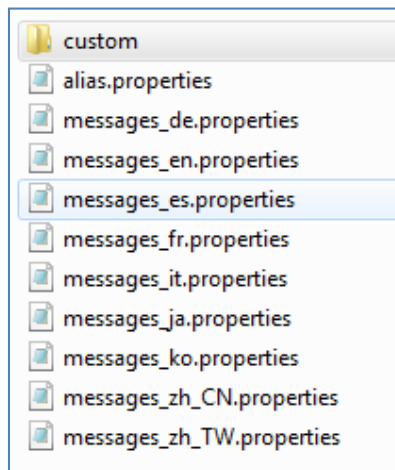 custom
alias.properties
messages_de.properties
messages_en.properties
messages_es.properties
messages_fr.properties
messages_it.properties
messages_ja.properties
messages_ko.properties
messages_zh_CN.properties
messages_zh_TW.properties